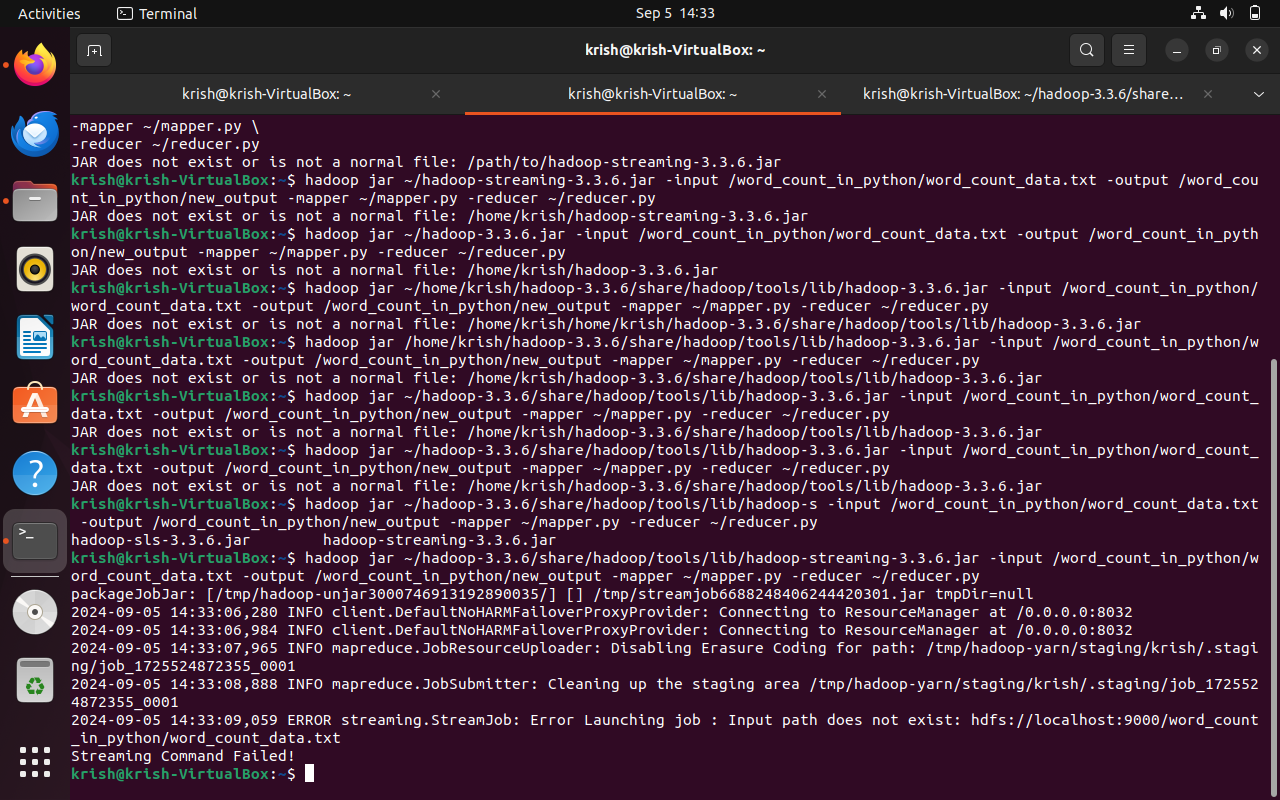 Activities
Terminal
Sep 5 14:33
krish@krish-VirtualBox: ~
krish@krish-VirtualBox: ~
krish@krish-VirtualBox: ~
krish@krish-VirtualBox: ~/hadoop-3.3.6/share…
-mapper ~/mapper.py \
-reducer ~/reducer.py
JAR does not exist or is not a normal file: /path/to/hadoop-streaming-3.3.6.jar
krish@krish-VirtualBox:~$ hadoop jar ~/hadoop-streaming-3.3.6.jar -input /word_count_in_python/word_count_data.txt -output /word_cou
nt_in_python/new_output -mapper ~/mapper.py -reducer ~/reducer.py
JAR does not exist or is not a normal file: /home/krish/hadoop-streaming-3.3.6.jar
krish@krish-VirtualBox:~$ hadoop jar ~/hadoop-3.3.6.jar -input /word_count_in_python/word_count_data.txt -output /word_count_in_pyth
on/new_output -mapper ~/mapper.py -reducer ~/reducer.py
JAR does not exist or is not a normal file: /home/krish/hadoop-3.3.6.jar
krish@krish-VirtualBox:~$ hadoop jar ~/home/krish/hadoop-3.3.6/share/hadoop/tools/lib/hadoop-3.3.6.jar -input /word_count_in_python/
word_count_data.txt -output /word_count_in_python/new_output -mapper ~/mapper.py -reducer ~/reducer.py
JAR does not exist or is not a normal file: /home/krish/home/krish/hadoop-3.3.6/share/hadoop/tools/lib/hadoop-3.3.6.jar
krish@krish-VirtualBox:~$ hadoop jar /home/krish/hadoop-3.3.6/share/hadoop/tools/lib/hadoop-3.3.6.jar -input /word_count_in_python/w
ord_count_data.txt -output /word_count_in_python/new_output -mapper ~/mapper.py -reducer ~/reducer.py
JAR does not exist or is not a normal file: /home/krish/hadoop-3.3.6/share/hadoop/tools/lib/hadoop-3.3.6.jar
krish@krish-VirtualBox:~$ hadoop jar ~/hadoop-3.3.6/share/hadoop/tools/lib/hadoop-3.3.6.jar -input /word_count_in_python/word_count_
data.txt -output /word_count_in_python/new_output -mapper ~/mapper.py -reducer ~/reducer.py
JAR does not exist or is not a normal file: /home/krish/hadoop-3.3.6/share/hadoop/tools/lib/hadoop-3.3.6.jar
krish@krish-VirtualBox:~$ hadoop jar ~/hadoop-3.3.6/share/hadoop/tools/lib/hadoop-3.3.6.jar -input /word_count_in_python/word_count_
data.txt -output /word_count_in_python/new_output -mapper ~/mapper.py -reducer ~/reducer.py
JAR does not exist or is not a normal file: /home/krish/hadoop-3.3.6/share/hadoop/tools/lib/hadoop-3.3.6.jar
krish@krish-VirtualBox:~$ hadoop jar ~/hadoop-3.3.6/share/hadoop/tools/lib/hadoop-s -input /word_count_in_python/word_count_data.txt
-output /word_count_in_python/new_output -mapper ~/mapper.py -reducer ~/reducer.py
hadoop-sls-3.3.6.jar hadoop-streaming-3.3.6.jar
krish@krish-VirtualBox:~$ hadoop jar ~/hadoop-3.3.6/share/hadoop/tools/lib/hadoop-streaming-3.3.6.jar -input /word_count_in_python/w
ord_count_data.txt -output /word_count_in_python/new_output -mapper ~/mapper.py -reducer ~/reducer.py
packageJobJar: [/tmp/hadoop-unjar3000746913192890035/] [] /tmp/streamjob6688248406244420301.jar tmpDir=null
2024-09-05 14:33:06,280 INFO client.DefaultNoHARMFailoverProxyProvider: Connecting to ResourceManager at /0.0.0.0:8032
2024-09-05 14:33:06,984 INFO client.DefaultNoHARMFailoverProxyProvider: Connecting to ResourceManager at /0.0.0.0:8032
2024-09-05 14:33:07,965 INFO mapreduce.JobResourceUploader: Disabling Erasure Coding for path: /tmp/hadoop-yarn/staging/krish/.stagi
ng/job_1725524872355_0001
2024-09-05 14:33:08,888 INFO mapreduce.JobSubmitter: Cleaning up the staging area /tmp/hadoop-yarn/staging/krish/.staging/job_172552
4872355_0001
2024-09-05 14:33:09,059 ERROR streaming.StreamJob: Error Launching job : Input path does not exist: hdfs://localhost:9000/word_count
_in_python/word_count_data.txt
Streaming Command Failed!
krish@krish-VirtualBox:~$